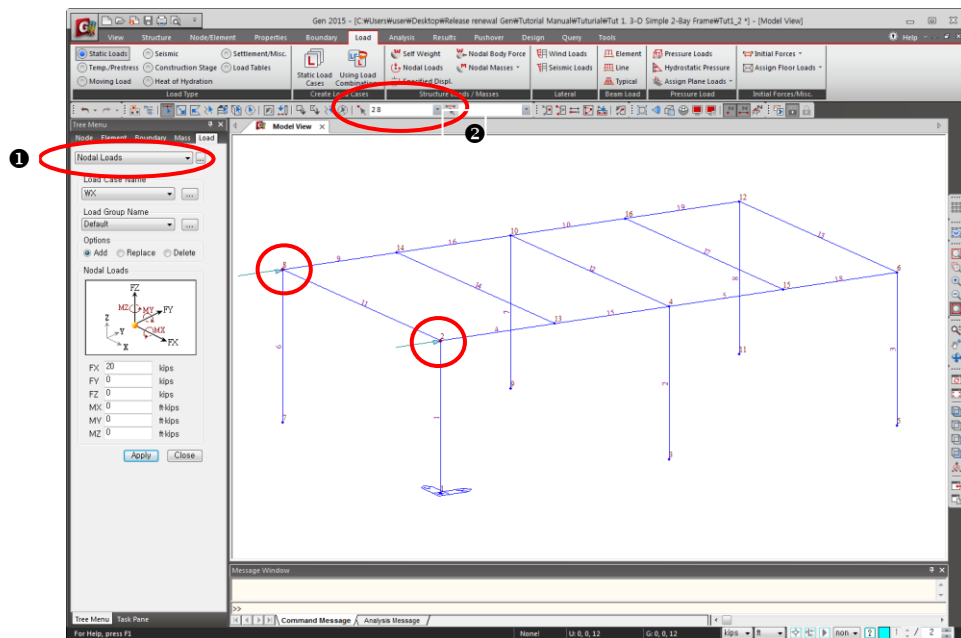 Gen 2015 - [C:₩Users₩user₩Desktop₩Release renewal Gen₩Tutorial Manual₩Tuturial₩Tut 1. 3-D Simple 2-Bay Frame₩Tut1_2 *] - [Model View]
View Structure Node/Element Properties Boundary Load Analysis Results Pushover Design Query Tools Help
Static Loads Seismic Settlement/Misc.
Temp./Prestress Construction Stage Load Tables
Moving Load Heat of Hydration
Load Type
Static Load Cases
Using Load Combinations
Create Load Cases
Self Weight Nodal Body Force
Nodal Loads Nodal Masses
Specified Displ.
Structure Loads / Masses
Wind Loads
Seismic Loads
Lateral
Element
Line
Typical
Beam Load
Pressure Loads
Hydrostatic Pressure
Assign Plane Loads
Pressure Load
Initial Forces
Assign Floor Loads
Initial Forces/Misc.
2 8
❷
Tree Menu
Node Element Boundary Mass Load
❶
Nodal Loads
...
Load Case Name
WX
...
Load Group Name
Default
...
Options
Add Replace Delete
Nodal Loads
FZ
MZ MY FY
MX
FX
Z
Y
X
FX 20 kips
FY 0 kips
FZ 0 kips
MX 0 ft·kips
MY 0 ft·kips
MZ 0 ft·kips
Apply Close
Model View
12
19
16
10
10
16
14
9
8
13
6
17
8
15
18
12
4
5
14
13
15
11
2
4
7
6
11
3
2
9
1
7
5
3
1
Message Window
>>
Command Message Analysis Message
Tree Menu Task Pane
For Help, press F1
None! U: 0, 0, 12 G: 0, 0, 12 kips ft non ? 1 / 2